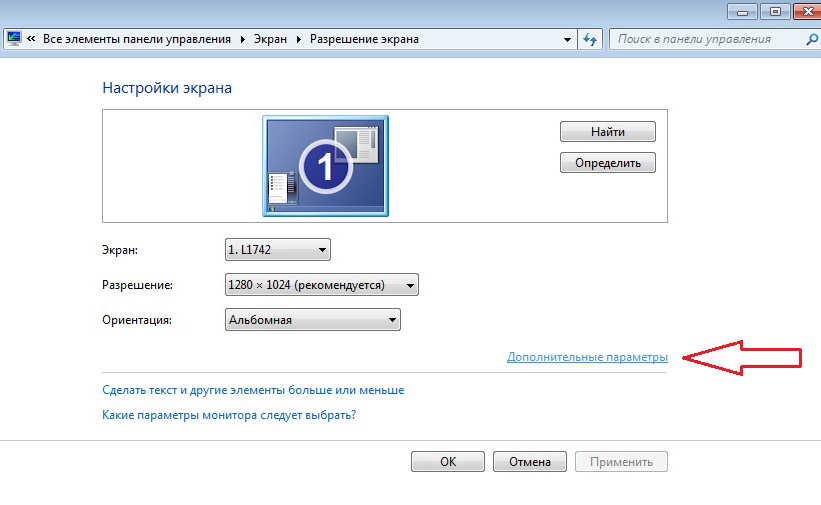 « Все элементы панели управления Экран Разрешение экрана Поиск в панели управления
Настройки экрана
1
Найти
Определить
Экран: 1. L1742
Разрешение: 1280 × 1024 (рекомендуется)
Ориентация: Альбомная
Дополнительные параметры
Сделать текст и другие элементы больше или меньше
Какие параметры монитора следует выбрать?
OK Отмена Применить